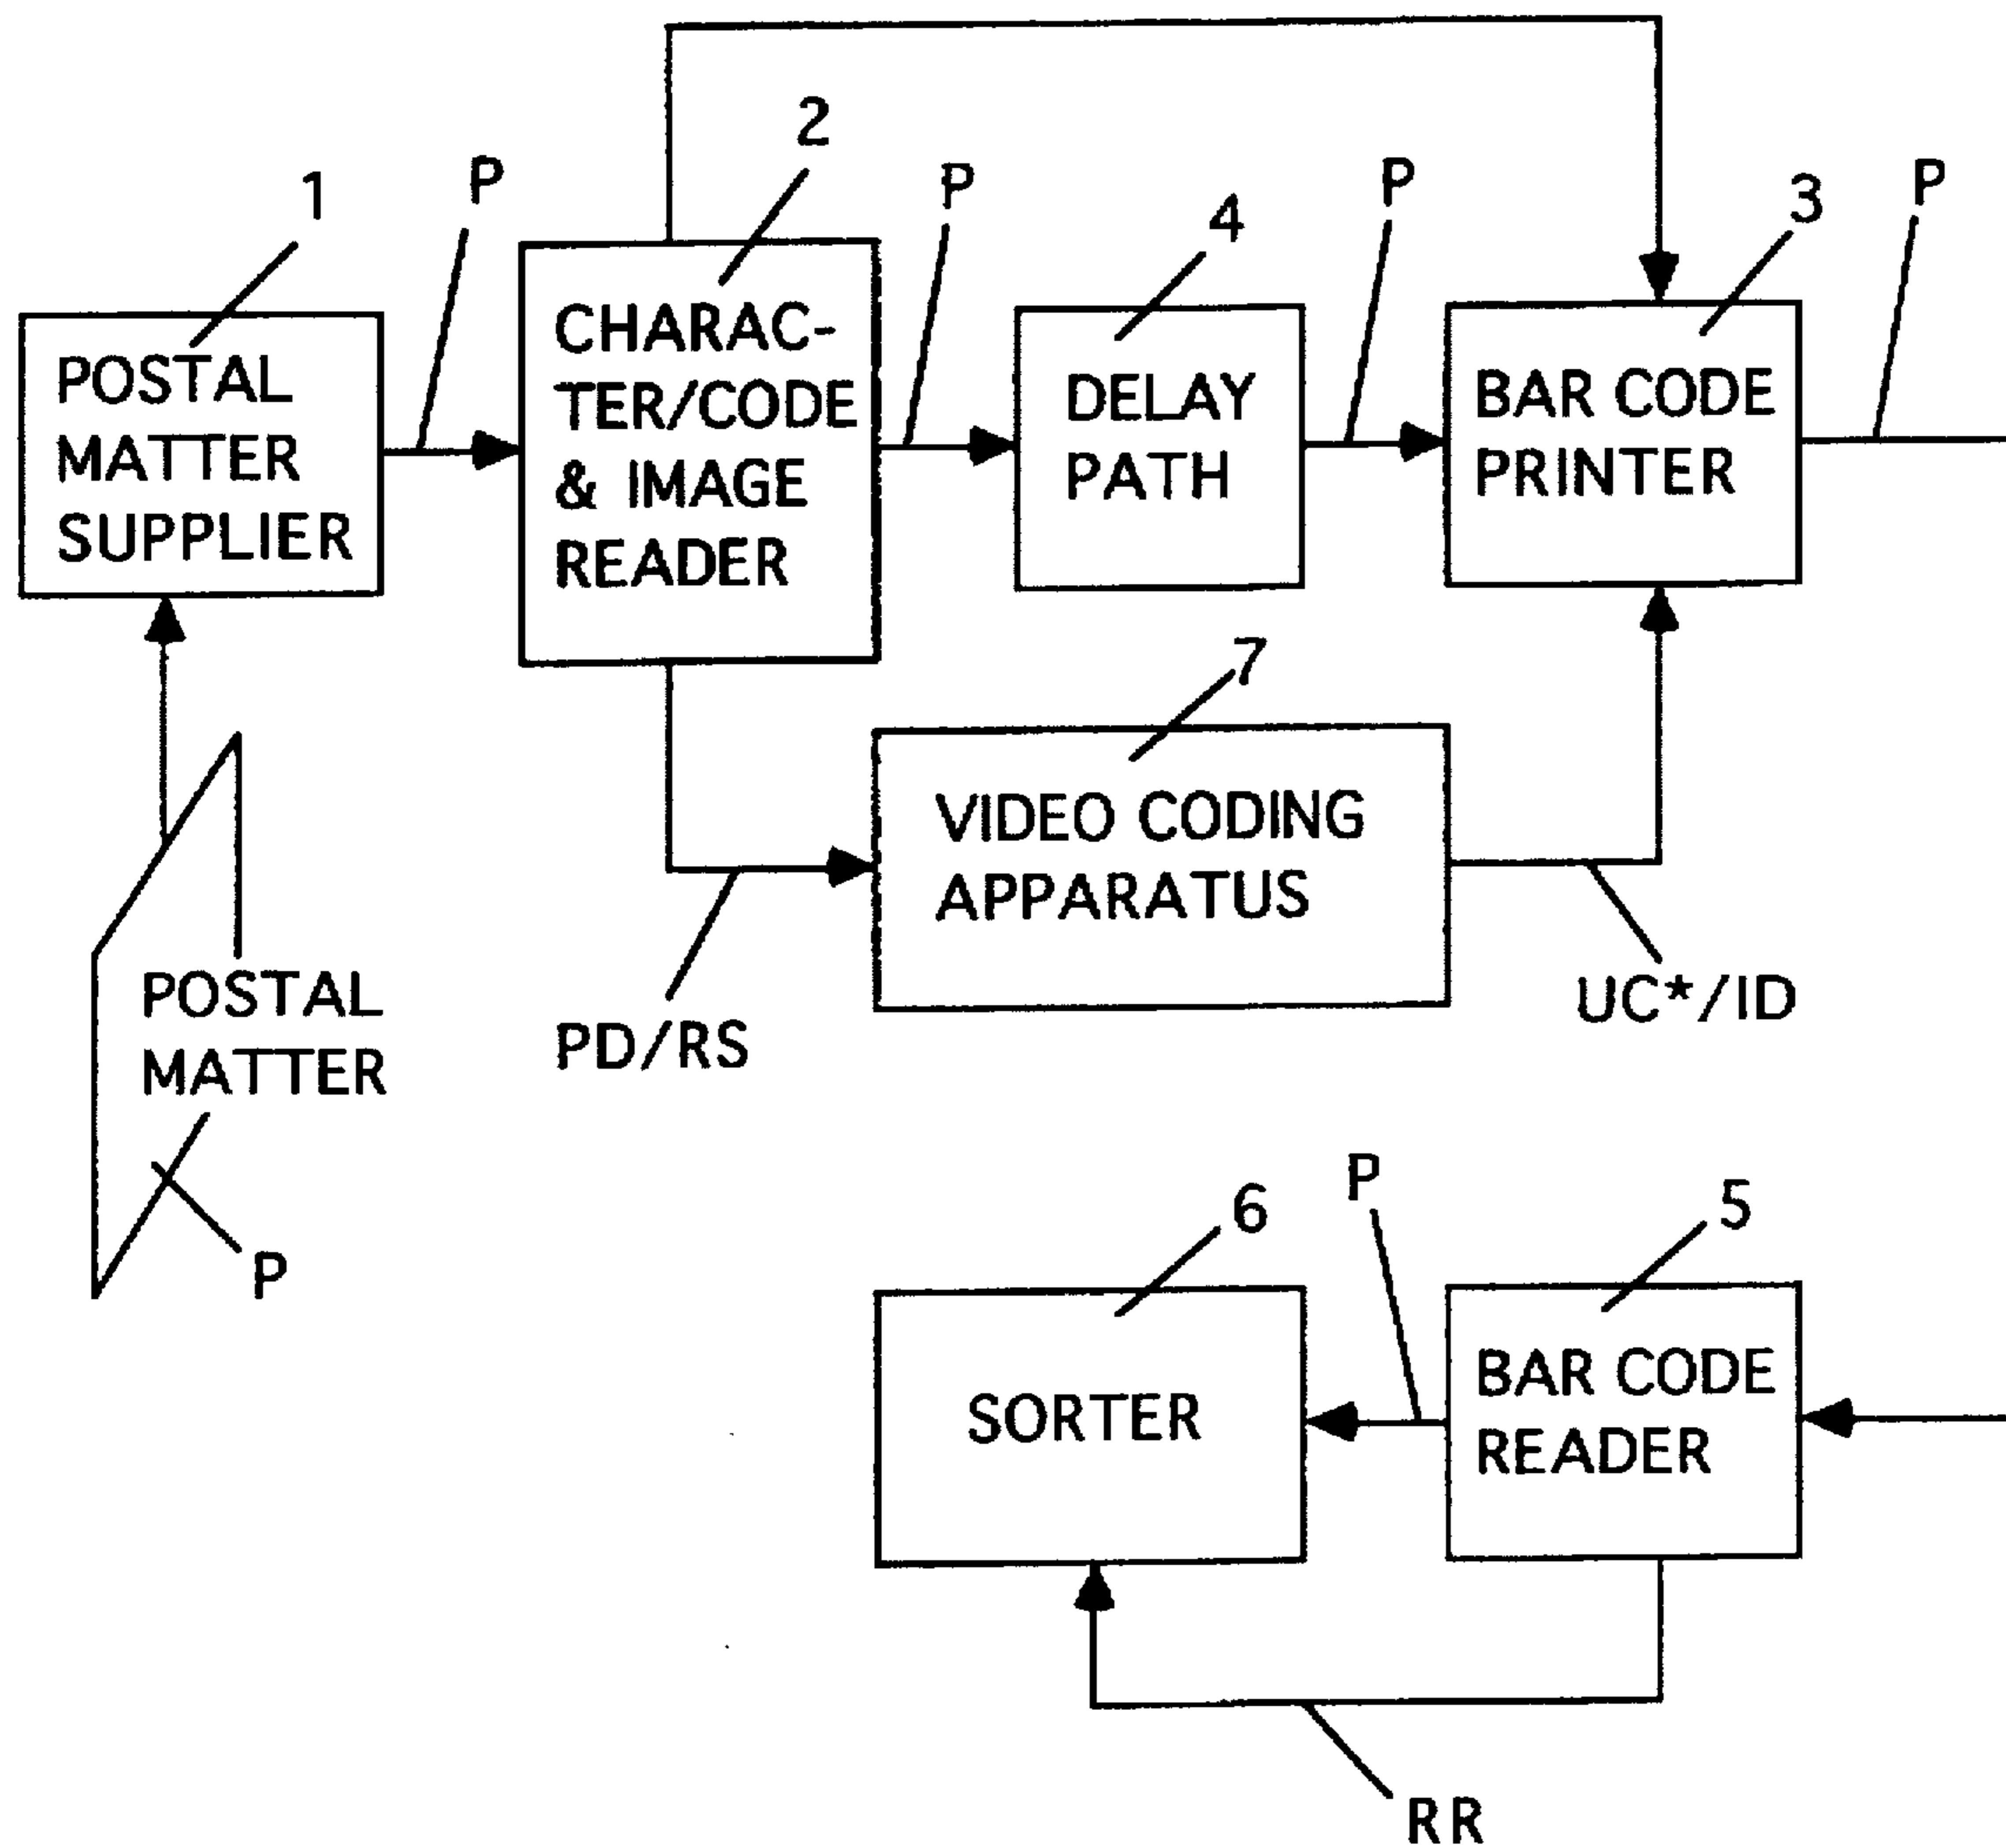 2
P
P
P
1
4
3
P
POSTAL
MATTER
SUPPLIER
CHARAC-
TER/CODE
& IMAGE
READER
DELAY
PATH
BAR CODE
PRINTER
7
VIDEO CODING
APPARATUS
POSTAL
MATTER
P
PD/RS
UC*/ID
6
P
5
SORTER
BAR CODE
READER
RR